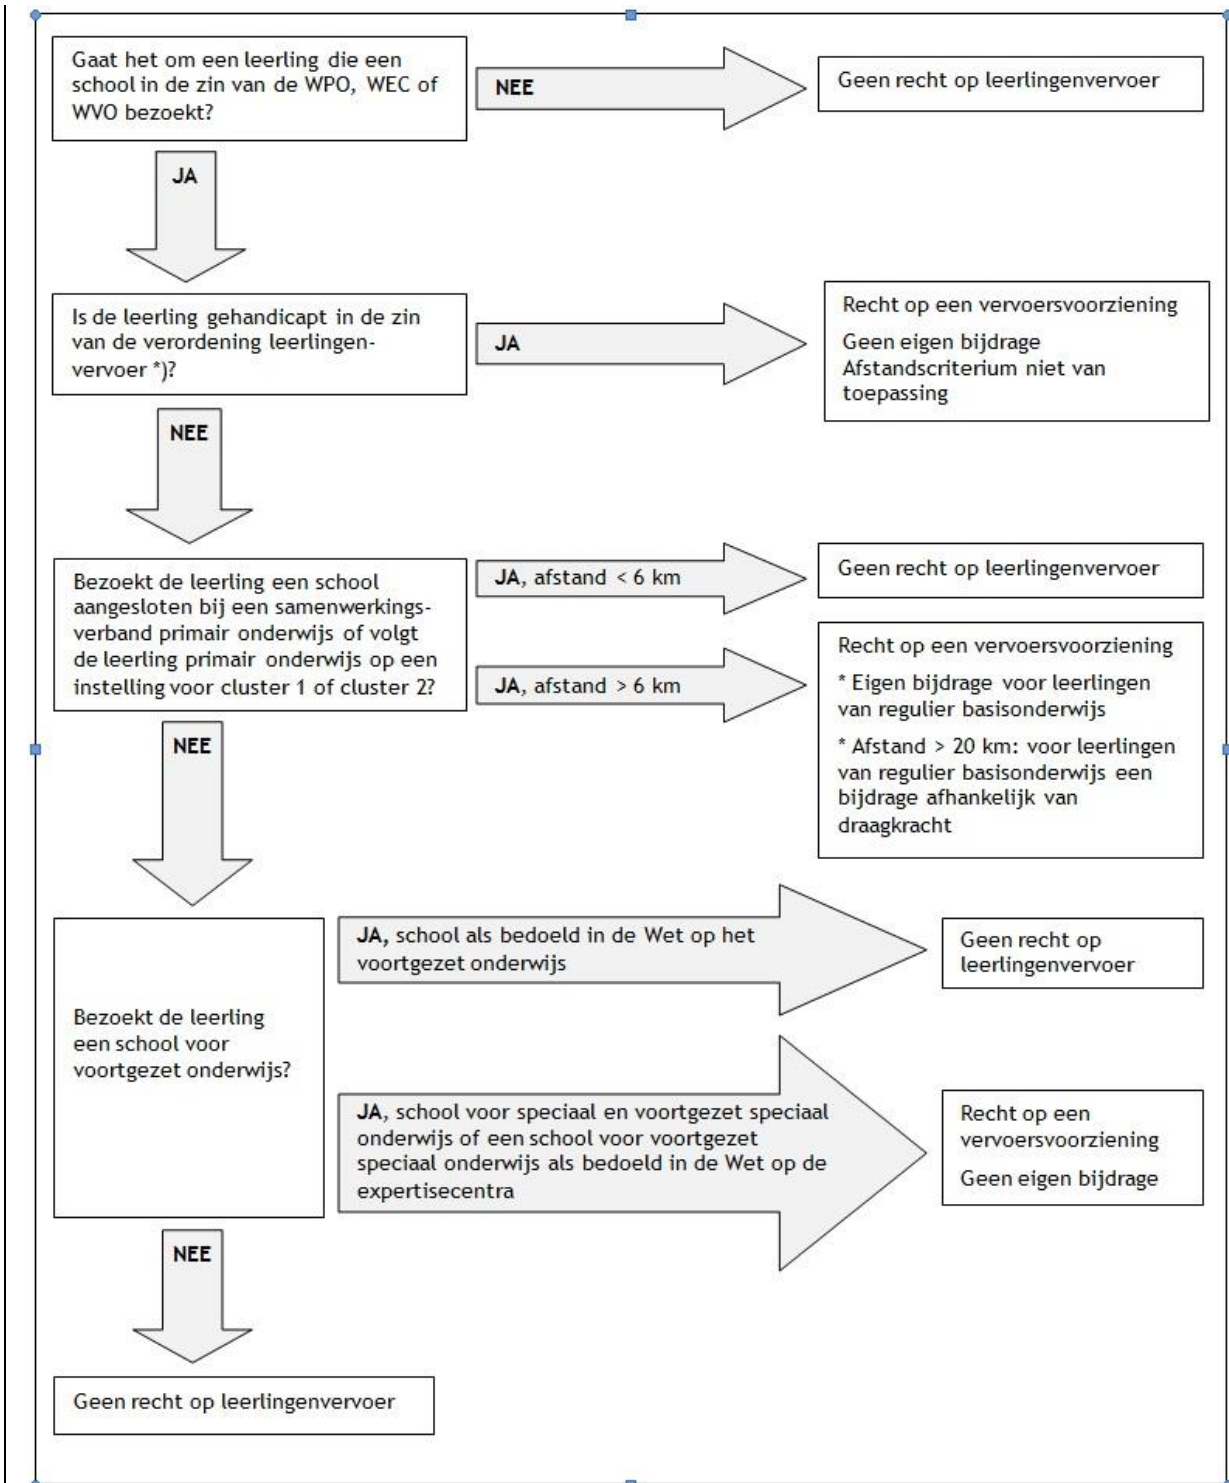 Gaat het om een leerling die een
school in de zin van de WPO, WEC of
WVO bezoekt?
NEE
Geen recht op leerlingenvervoer
JA
Is de leerling gehandicapt in de zin
van de verordening leerlingen-
vervoer *)?
JA
Recht op een vervoersvoorziening
Geen eigen bijdrage
Afstandscriterium niet van
toepassing
NEE
Bezoekt de leerling een school
aangesloten bij een samenwerkings-
verband primair onderwijs of volgt
de leerling primair onderwijs op een
instelling voor cluster 1 of cluster 2?
JA, afstand < 6 km
Geen recht op leerlingenvervoer
JA, afstand > 6 km
Recht op een vervoersvoorziening
* Eigen bijdrage voor leerlingen
van regulier basisonderwijs
* Afstand > 20 km: voor leerlingen
van regulier basisonderwijs een
bijdrage afhankelijk van
draagkracht
NEE
Bezoekt de leerling
een school voor
voortgezet onderwijs?
JA, school als bedoeld in de Wet op het
voortgezet onderwijs
Geen recht op
leerlingenvervoer
JA, school voor speciaal en voortgezet speciaal
onderwijs of een school voor voortgezet
speciaal onderwijs als bedoeld in de Wet op de
expertisecentra
Recht op een
vervoersvoorziening
Geen eigen bijdrage
NEE
Geen recht op leerlingenvervoer